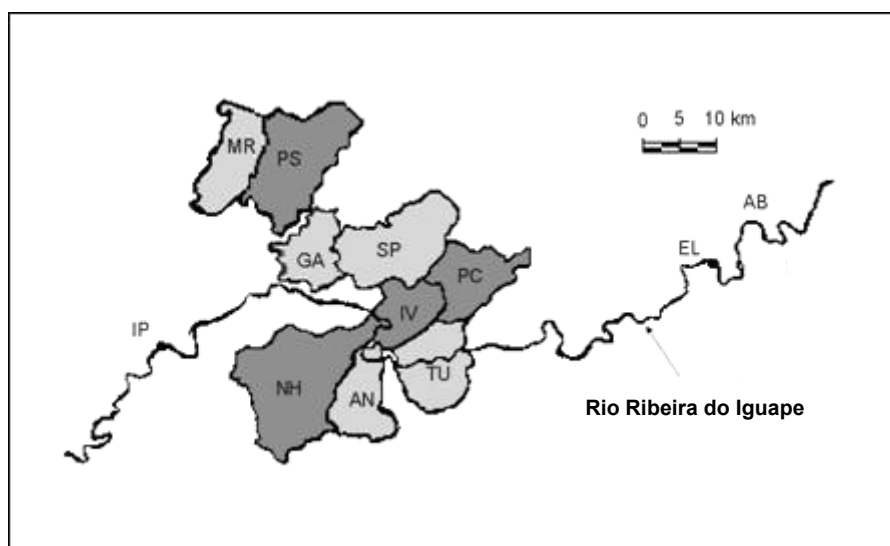 MR
PS
0 5 10 km
AB
GA
SP
EL
PC
IP
IV
NH
AN
TU
Rio Ribeira do Iguape